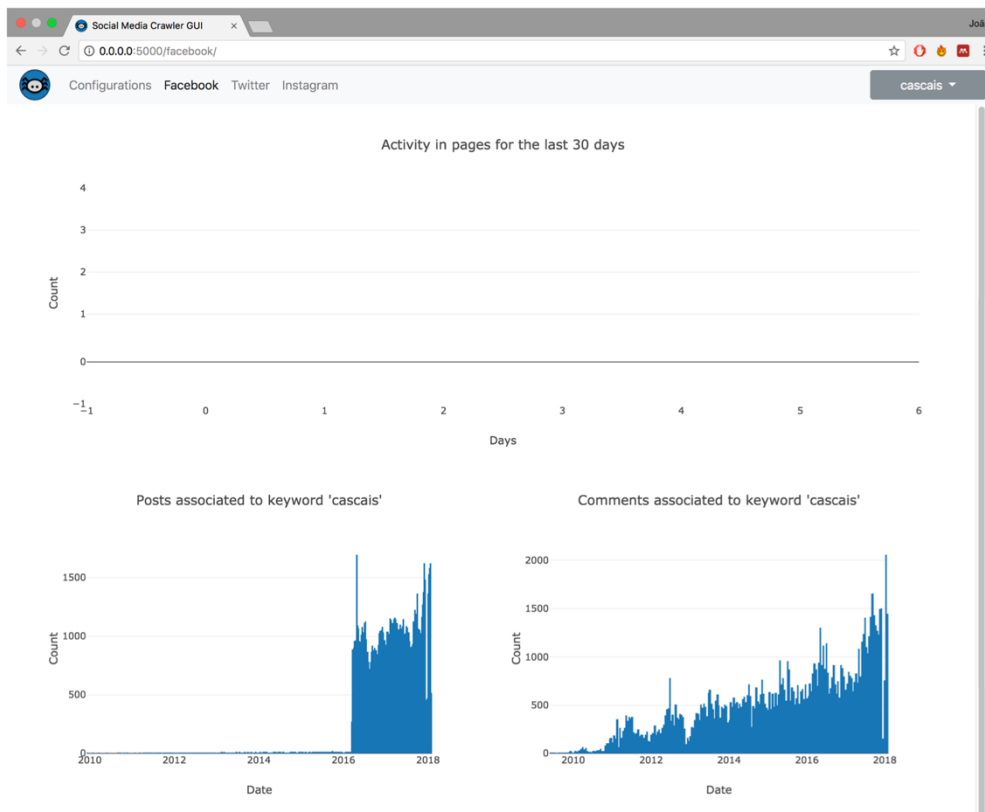 Social Media Crawler GUI
Joã
0.0.0.0:5000/facebook/
Configurations Facebook Twitter Instagram
cascais
Activity in pages for the last 30 days
4
3
2
1
0
−1
Count
−1 0 1 2 3 4 5 6
Days
Posts associated to keyword 'cascais'
1500
1000
500
0
Count
2010 2012 2014 2016 2018
Date
Comments associated to keyword 'cascais'
2000
1500
1000
500
0
Count
2010 2012 2014 2016 2018
Date